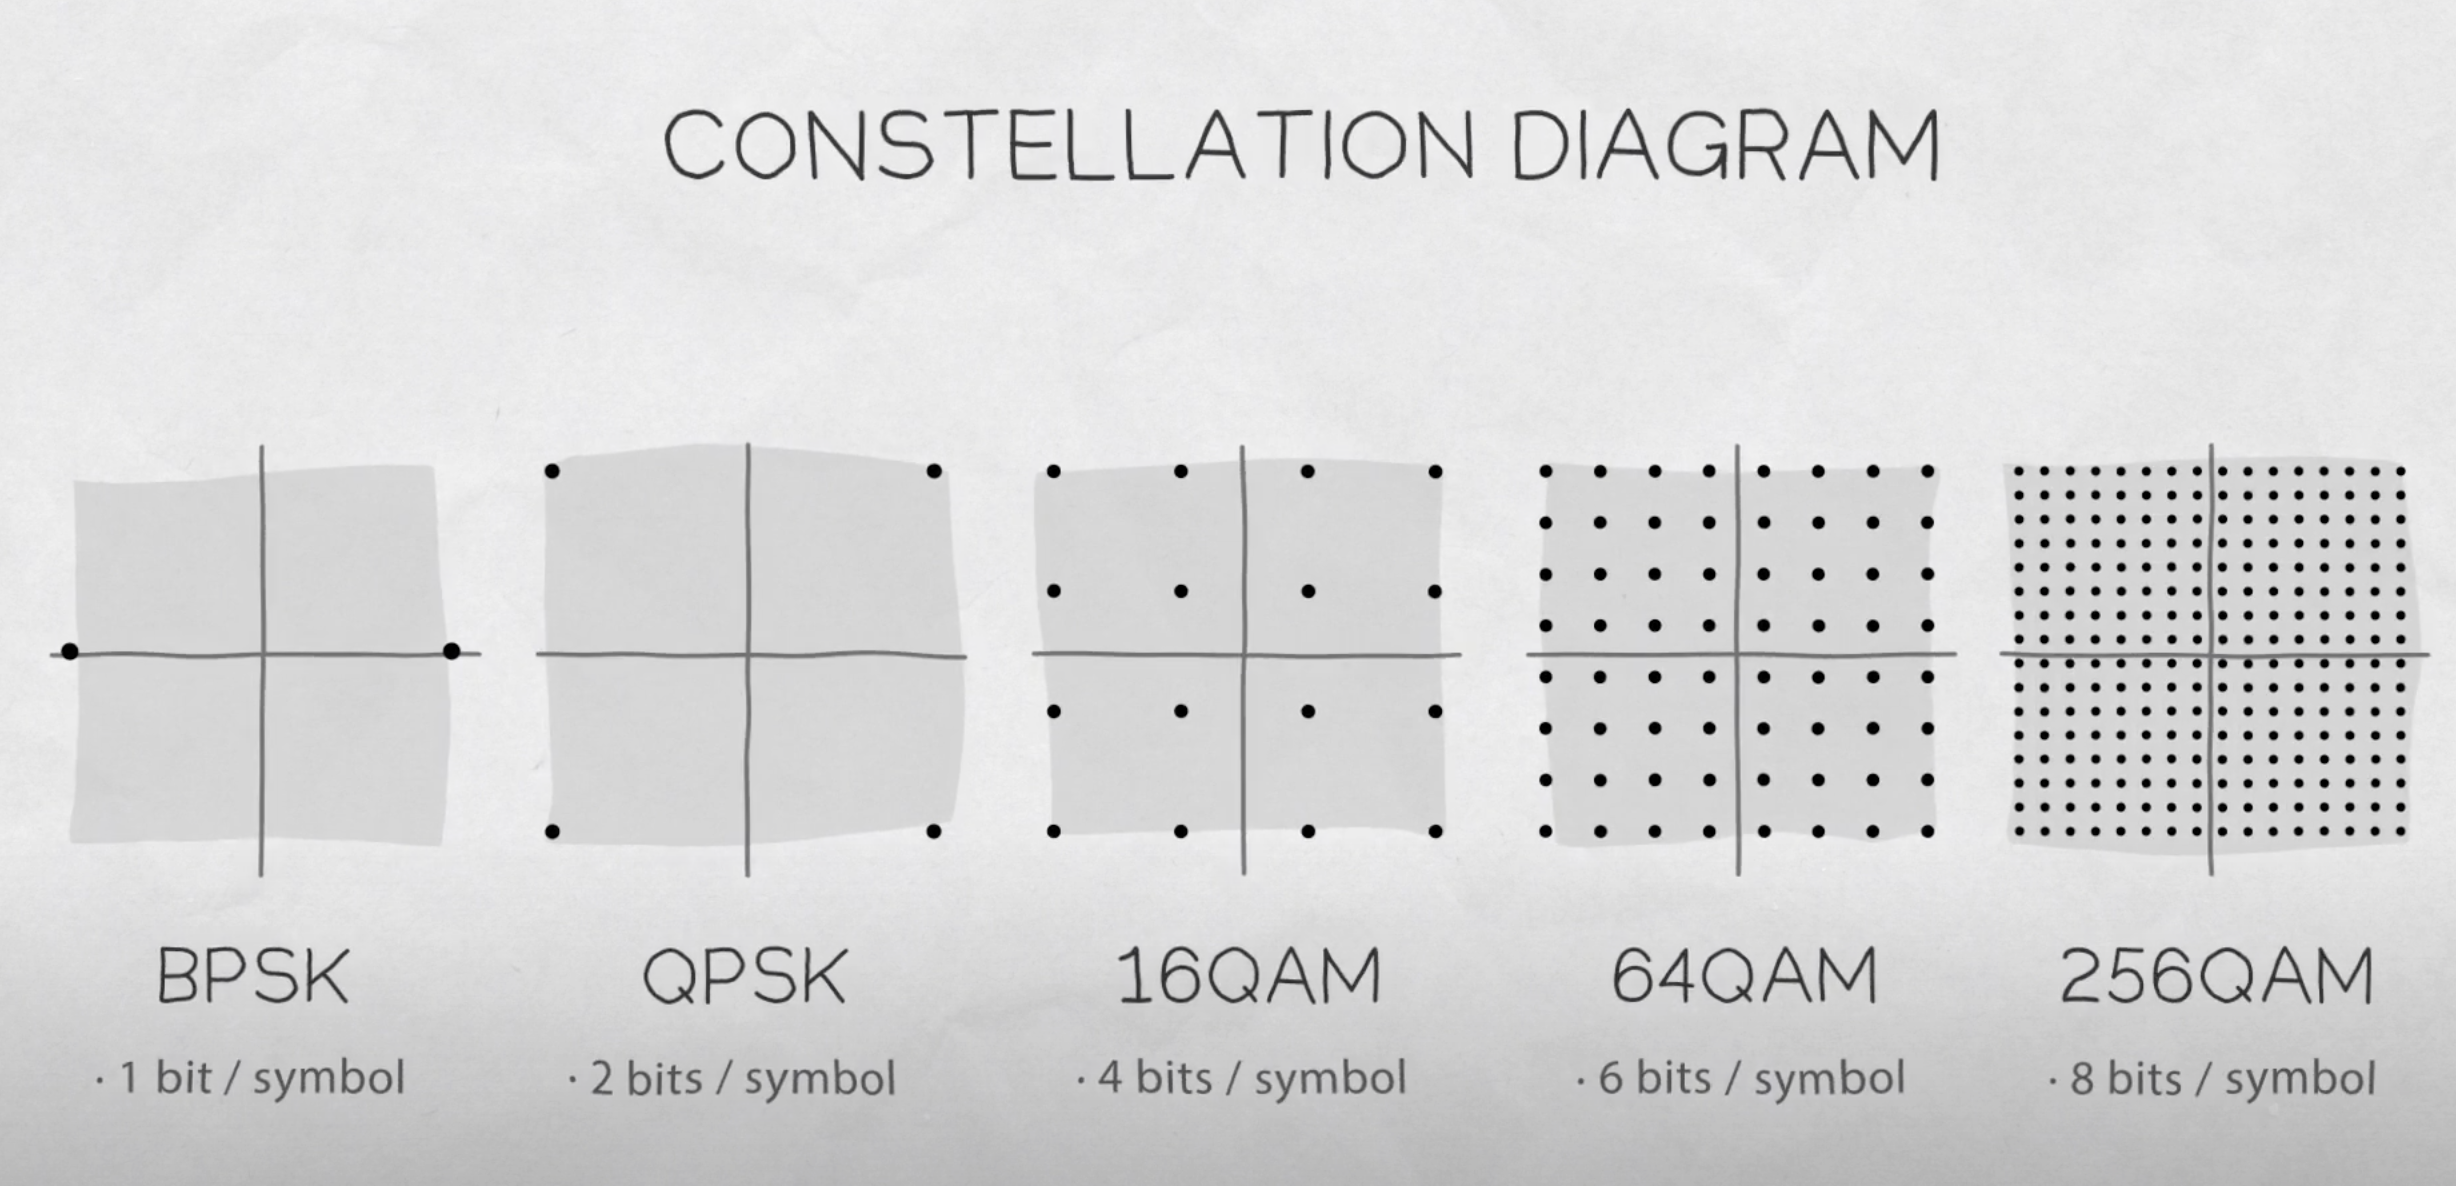 CONSTELLATION DIAGRAM
BPSK
· 1 bit / symbol
QPSK
· 2 bits / symbol
16QAM
· 4 bits / symbol
64QAM
· 6 bits / symbol
256QAM
· 8 bits / symbol